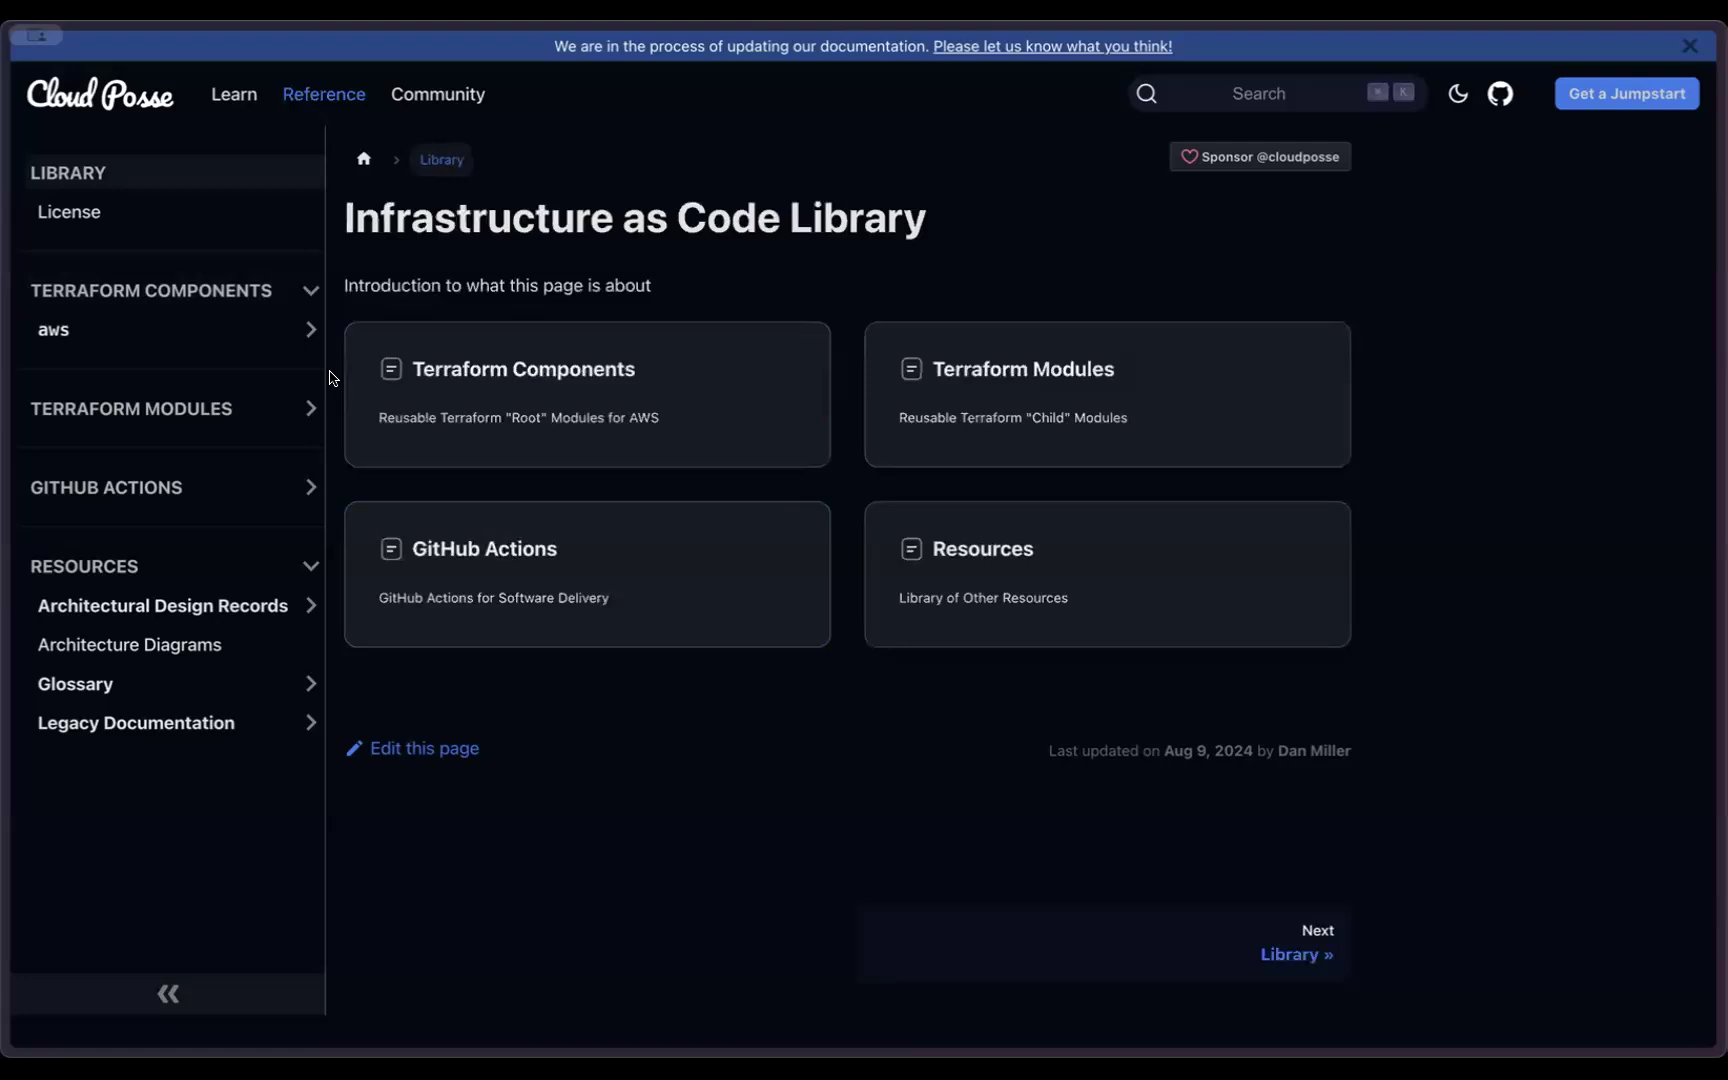 We are in the process of updating our documentation. Please let us know what you think!
Cloud Posse
Learn
Reference
Community
Search
⌘ K
Get a Jumpstart
LIBRARY
License
TERRAFORM COMPONENTS
aws
TERRAFORM MODULES
GITHUB ACTIONS
RESOURCES
Architectural Design Records
Architecture Diagrams
Glossary
Legacy Documentation
Library
Sponsor @cloudposse
Infrastructure as Code Library
Introduction to what this page is about
Terraform Components
Reusable Terraform "Root" Modules for AWS
Terraform Modules
Reusable Terraform "Child" Modules
GitHub Actions
GitHub Actions for Software Delivery
Resources
Library of Other Resources
Edit this page
Last updated on Aug 9, 2024 by Dan Miller
Next
Library »